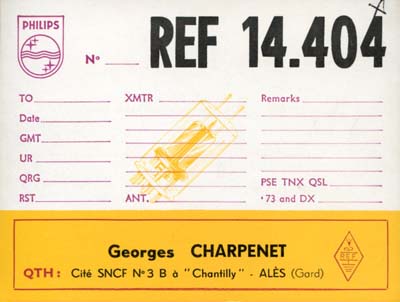 PHILIPS
N° REF 14.404
TO XMTR Remarks
Date
GMT
UR
QRG PSE TNX QSL
RST ANT. ·73 and DX
Georges CHARPENET
REF
QTH: Cité SNCF N° 3 B à "Chantilly" - ALÈS (Gard)